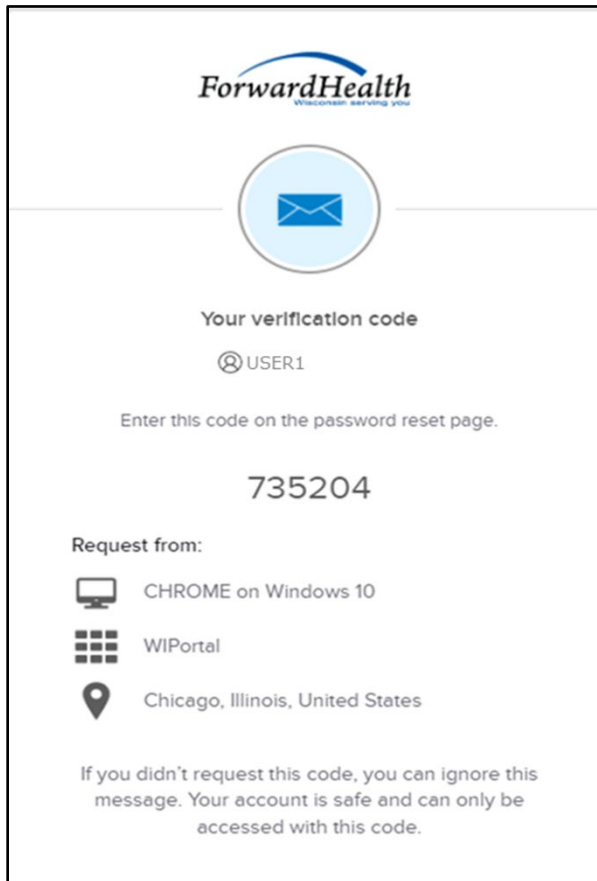 ForwardHealth
Wisconsin serving you
Your verification code
USER1
Enter this code on the password reset page.
735204
Request from:
CHROME on Windows 10
WIPortal
Chicago, Illinois, United States
If you didn't request this code, you can ignore this
message. Your account is safe and can only be
accessed with this code.